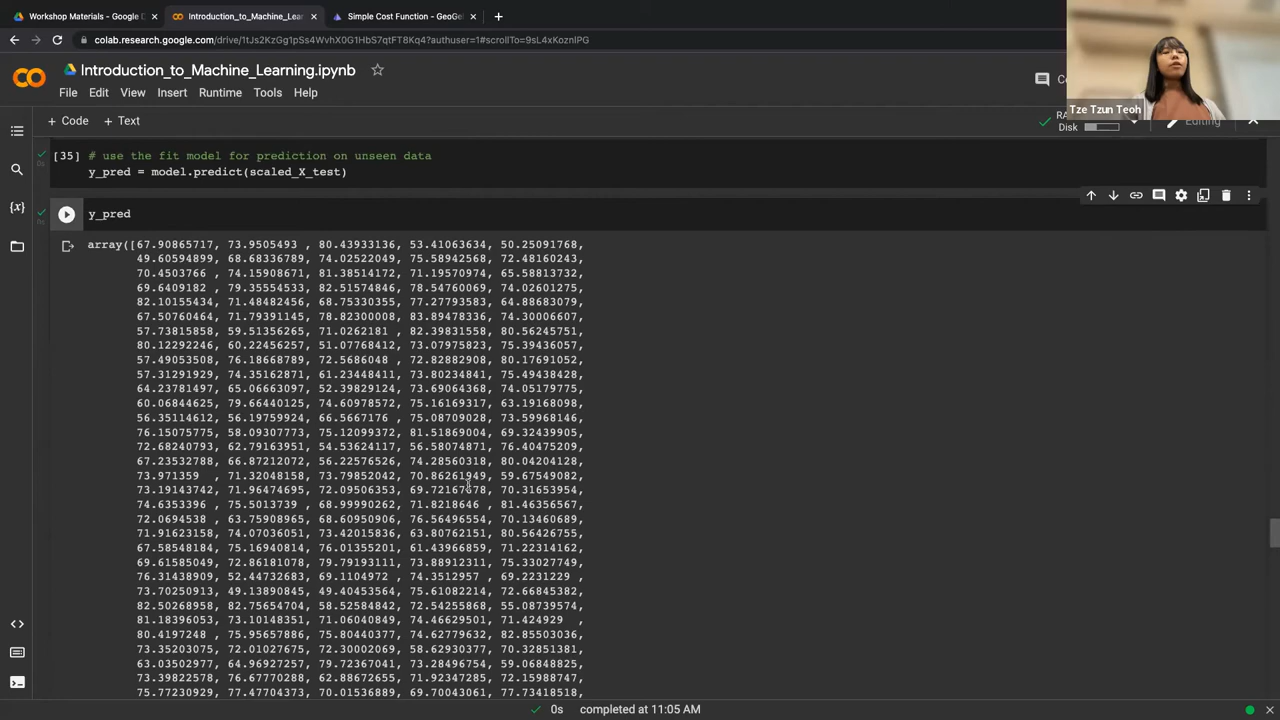 Workshop Materials - Google D
Introduction_to_Machine_Lear
Simple Cost Function - GeoGe
colab.research.google.com/drive/1tJs2KzGg1pSs4WvhX0G1HbS7qtFT8Kq4?authuser=1#scrollTo=9sL4xKoznIPG
Introduction_to_Machine_Learning.ipynb
File Edit View Insert Runtime Tools Help
Tze Tzun Teoh
+ Code + Text
RA
Disk
Editing
[35] # use the fit model for prediction on unseen data
y_pred = model.predict(scaled_X_test)
y_pred
array([67.90865717, 73.9505493 , 80.43933136, 53.41063634, 50.25091768,
49.60594899, 68.68336789, 74.02522049, 75.58942568, 72.48160243,
70.4503766 , 74.15908671, 81.38514172, 71.19570974, 65.58813732,
69.6409182 , 79.35554533, 82.51574846, 78.54760069, 74.02601275,
82.10155434, 71.48482456, 68.75330355, 77.27793583, 64.88683079,
67.50760464, 71.79391145, 78.82300008, 83.89478336, 74.30006607,
57.73815858, 59.51356265, 71.0262181 , 82.39831558, 80.56245751,
80.12292246, 60.22456257, 51.07768412, 73.07975823, 75.39436057,
57.49053508, 76.18668789, 72.5686048 , 72.82882908, 80.17691052,
57.31291929, 74.35162871, 61.23448411, 73.80234841, 75.49438428,
64.23781497, 65.06663097, 52.39829124, 73.69064368, 74.05179775,
60.06844625, 79.66440125, 74.60978572, 75.16169317, 63.19168098,
56.35114612, 56.19759924, 66.5667176 , 75.08709028, 73.59968146,
76.15075775, 58.09307773, 75.12099372, 81.51869004, 69.32439905,
72.68240793, 62.79163951, 54.53624117, 56.58074871, 76.40475209,
67.23532788, 66.87212072, 56.22576526, 74.28560318, 80.04204128,
73.971359 , 71.32048158, 73.79852042, 70.86261949, 59.67549082,
73.19143742, 71.96474695, 72.09506353, 69.72167678, 70.31653954,
74.6353396 , 75.5013739 , 68.99990262, 71.8218646 , 81.46356567,
72.0694538 , 63.75908965, 68.60950906, 76.56496554, 70.13460689,
71.91623158, 74.07036051, 73.42015836, 63.80762151, 80.56426755,
67.58548184, 75.16940814, 76.01355201, 61.43966859, 71.22314162,
69.61585049, 72.86181078, 79.79193111, 73.88912311, 75.33027749,
76.31438909, 52.44732683, 69.1104972 , 74.3512957 , 69.2231229 ,
73.70250913, 49.13890845, 49.40453564, 75.61082214, 72.66845382,
82.50268958, 82.75654704, 58.52584842, 72.54255868, 55.08739574,
81.18396053, 73.10148351, 71.06040849, 74.46629501, 71.424929 ,
80.4197248 , 75.95657886, 75.80440377, 74.62779632, 82.85503036,
73.35203075, 72.01027675, 72.30002069, 58.62930377, 70.32851305,
63.03502977, 64.96927257, 79.72367041, 73.28496754, 59.06848825,
73.39822578, 76.67770288, 62.88672655, 71.92347285, 72.15988747,
75.77230929, 77.47704373, 70.01536889, 69.70043061, 77.73418518,
0s completed at 11:05 AM